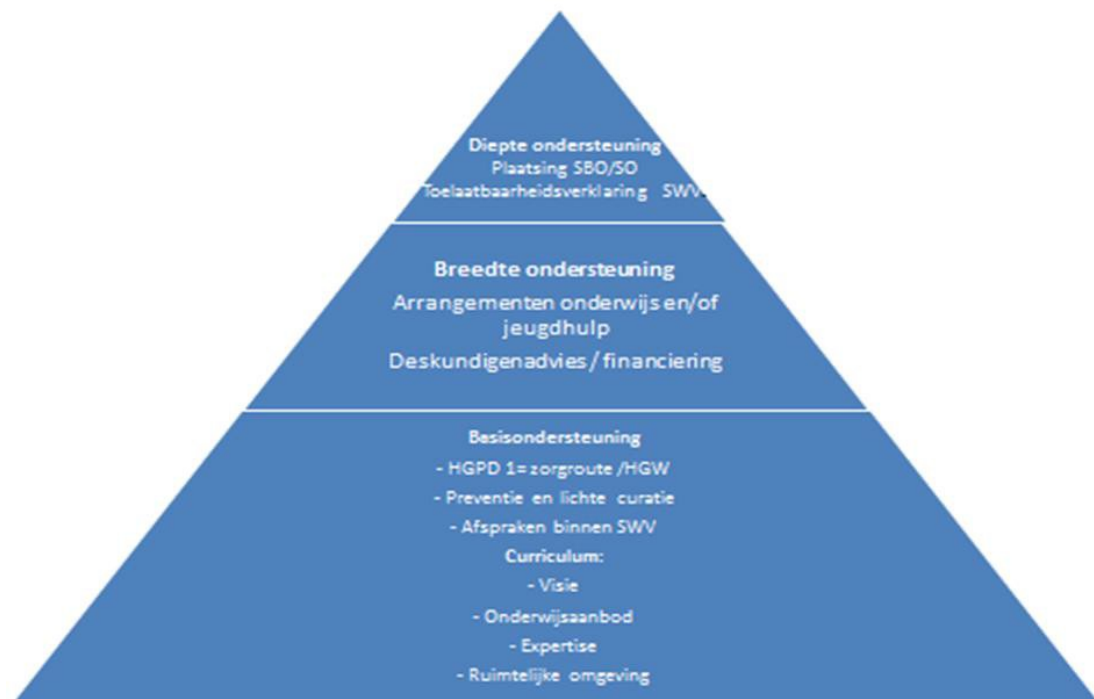 Diepte ondersteuning
Plaatsing SBO/SO
Toelaatbaarheidsverklaring SWV.
Breedte ondersteuning
Arrangementen onderwijs en/of
jeugdhulp
Deskundigenadvies / financiering
Basisondersteuning
- HGPD 1= zorgroute /HGW
- Preventie en lichte curatie
- Afspraken binnen SWV
Curriculum:
- Visie
- Onderwijsaanbod
- Expertise
- Ruimtelijke omgeving